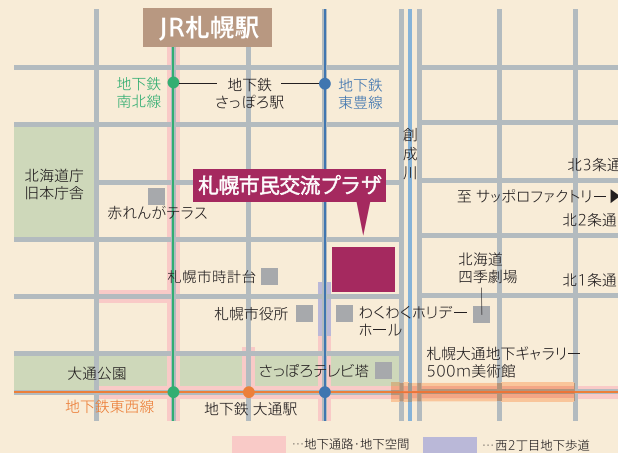 JR札幌駅
地下鉄
南北線
地下鉄
さっぽろ駅
地下鉄
東豊線
創成川
北海道庁
旧本庁舎
札幌市民交流プラザ
北3条通
至 サッポロファクトリー▶
赤れんがテラス
北2条通
札幌市時計台
北海道
四季劇場
北1条通
札幌市役所
わくわくホリデー
ホール
大通公園
さっぽろテレビ塔
札幌大通地下ギャラリー
500m美術館
地下鉄東西線
地下鉄 大通駅
…地下通路・地下空間
…西2丁目地下歩道